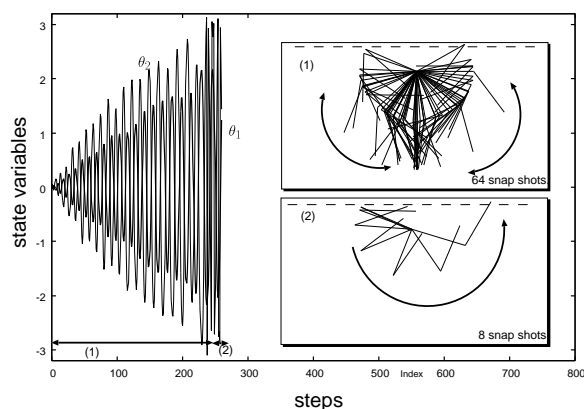 3
2
1
0
-1
-2
-3
state variables
θ2
θ1
(1)
64 snap shots
(2)
8 snap shots
(1)
(2)
0
100
200
300
400
500
Index
600
700
800
steps